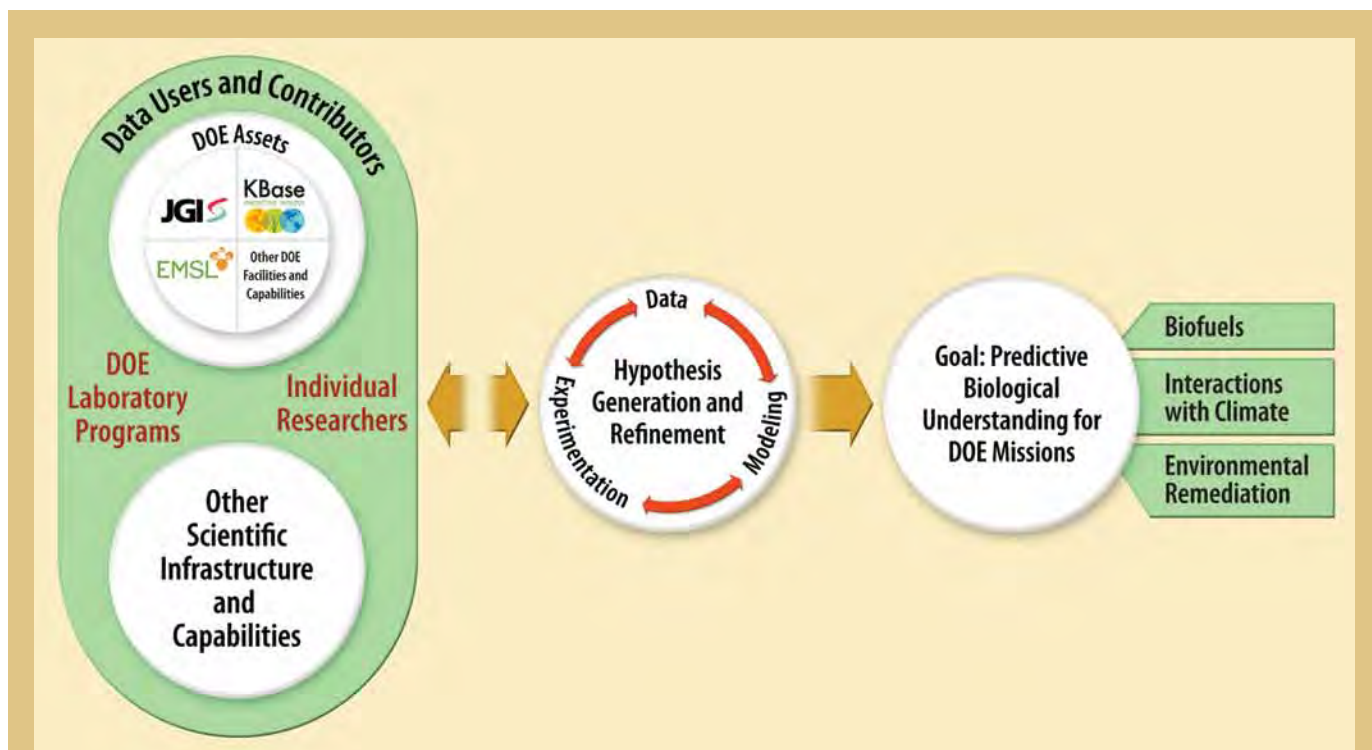 Data Users and Contributors
DOE Assets
JGI
KBase
EMSL
Other DOE
Facilities and
Capabilities
DOE
Laboratory
Programs
Individual
Researchers
Other
Scientific
Infrastructure
and
Capabilities
Data
Experimentation
Modeling
Hypothesis
Generation and
Refinement
Goal: Predictive
Biological
Understanding for
DOE Missions
Biofuels
Interactions
with Climate
Environmental
Remediation